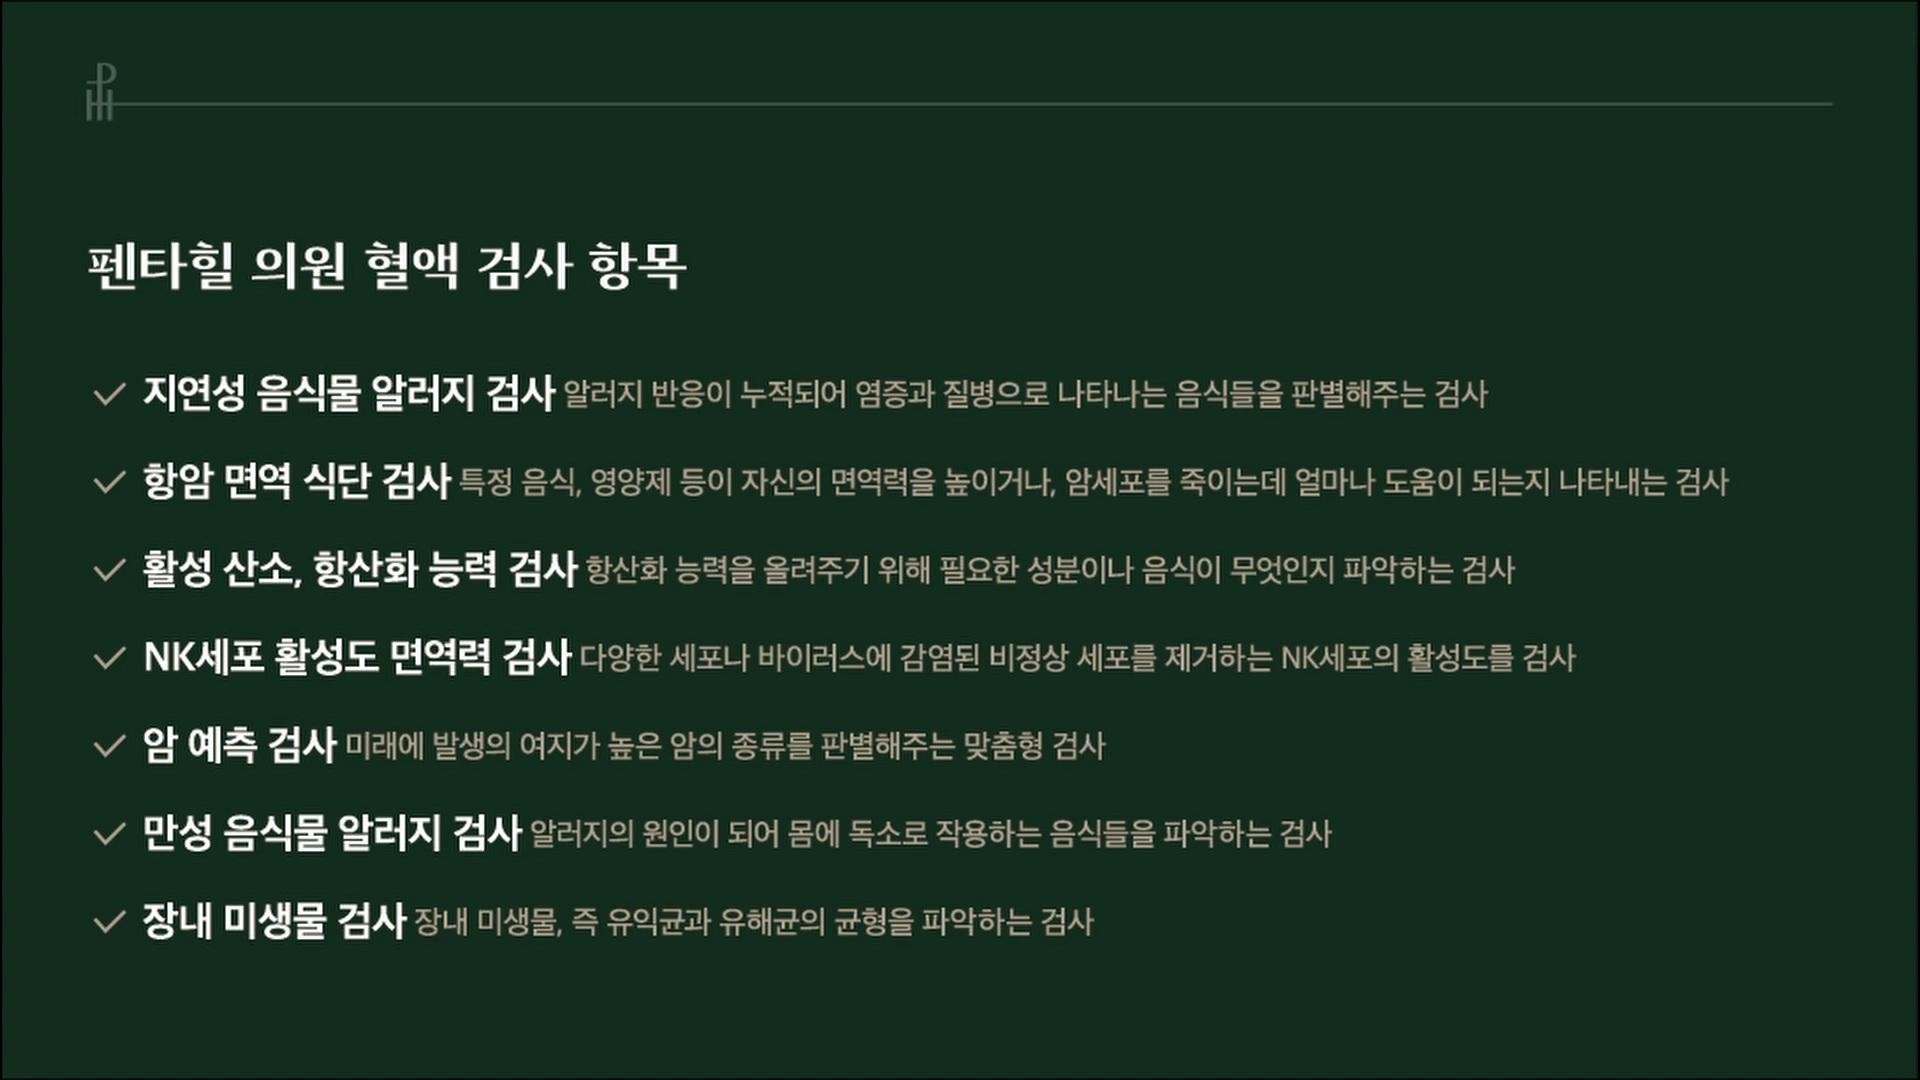 펜타힐 의원 혈액 검사 항목
지연성 음식물 알러지 검사 알러지 반응이 누적되어 염증과 질병으로 나타나는 음식들을 판별해주는 검사
항암 면역 식단 검사 특정 음식, 영양제 등이 자신의 면역력을 높이거나, 암세포를 죽이는데 얼마나 도움이 되는지 나타내는 검사
활성 산소, 항산화 능력 검사 항산화 능력을 올려주기 위해 필요한 성분이나 음식이 무엇인지 파악하는 검사
NK세포 활성도 면역력 검사 다양한 세포나 바이러스에 감염된 비정상 세포를 제거하는 NK세포의 활성도를 검사
암 예측 검사 미래에 발생의 여지가 높은 암의 종류를 판별해주는 맞춤형 검사
만성 음식물 알러지 검사 알러지의 원인이 되어 몸에 독소로 작용하는 음식들을 파악하는 검사
장내 미생물 검사 장내 미생물, 즉 유익균과 유해균의 균형을 파악하는 검사